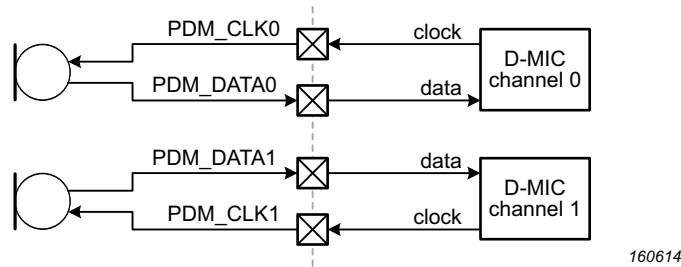 PDM_CLK0
clock
D-MIC
channel 0
PDM_DATA0
data
PDM_DATA1
data
D-MIC
channel 1
PDM_CLK1
clock
160614